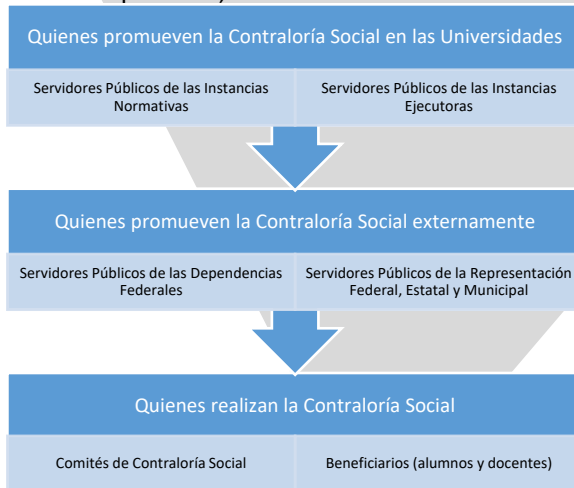 Quienes promueven la Contraloría Social en las Universidades
Servidores Públicos de las Instancias
Normativas
Servidores Públicos de las Instancias
Ejecutoras
Quienes promueven la Contraloría Social externamente
Servidores Públicos de las Dependencias
Federales
Servidores Públicos de la Representación
Federal, Estatal y Municipal
Quienes realizan la Contraloría Social
Comités de Contraloría Social
Beneficiarios (alumnos y docentes)